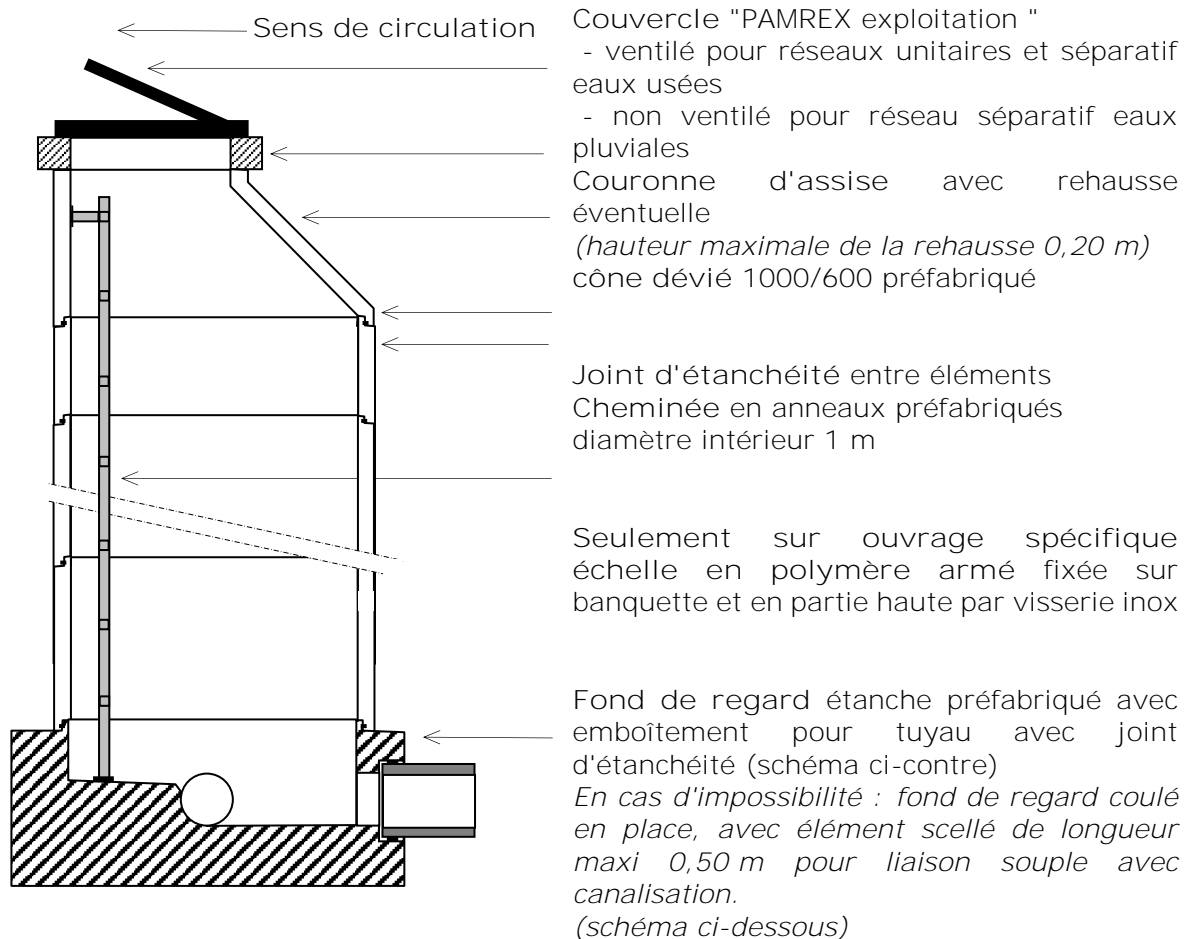 Sens de circulation
Couvercle "PAMREX exploitation "
- ventilé pour réseaux unitaires et séparatif
eaux usées
- non ventilé pour réseau séparatif eaux
pluviales
Couronne d'assise avec rehausse
éventuelle
(hauteur maximale de la rehausse 0,20 m)
cône dévié 1000/600 préfabriqué
Joint d'étanchéité entre éléments
Cheminée en anneaux préfabriqués
diamètre intérieur 1 m
Seulement sur ouvrage spécifique
échelle en polymère armé fixée sur
banquette et en partie haute par visserie inox
Fond de regard étanche préfabriqué avec
emboîtement pour tuyau avec joint
d'étanchéité (schéma ci-contre)
En cas d'impossibilité : fond de regard coulé
en place, avec élément scellé de longueur
maxi 0,50 m pour liaison souple avec
canalisation.
(schéma ci-dessous)